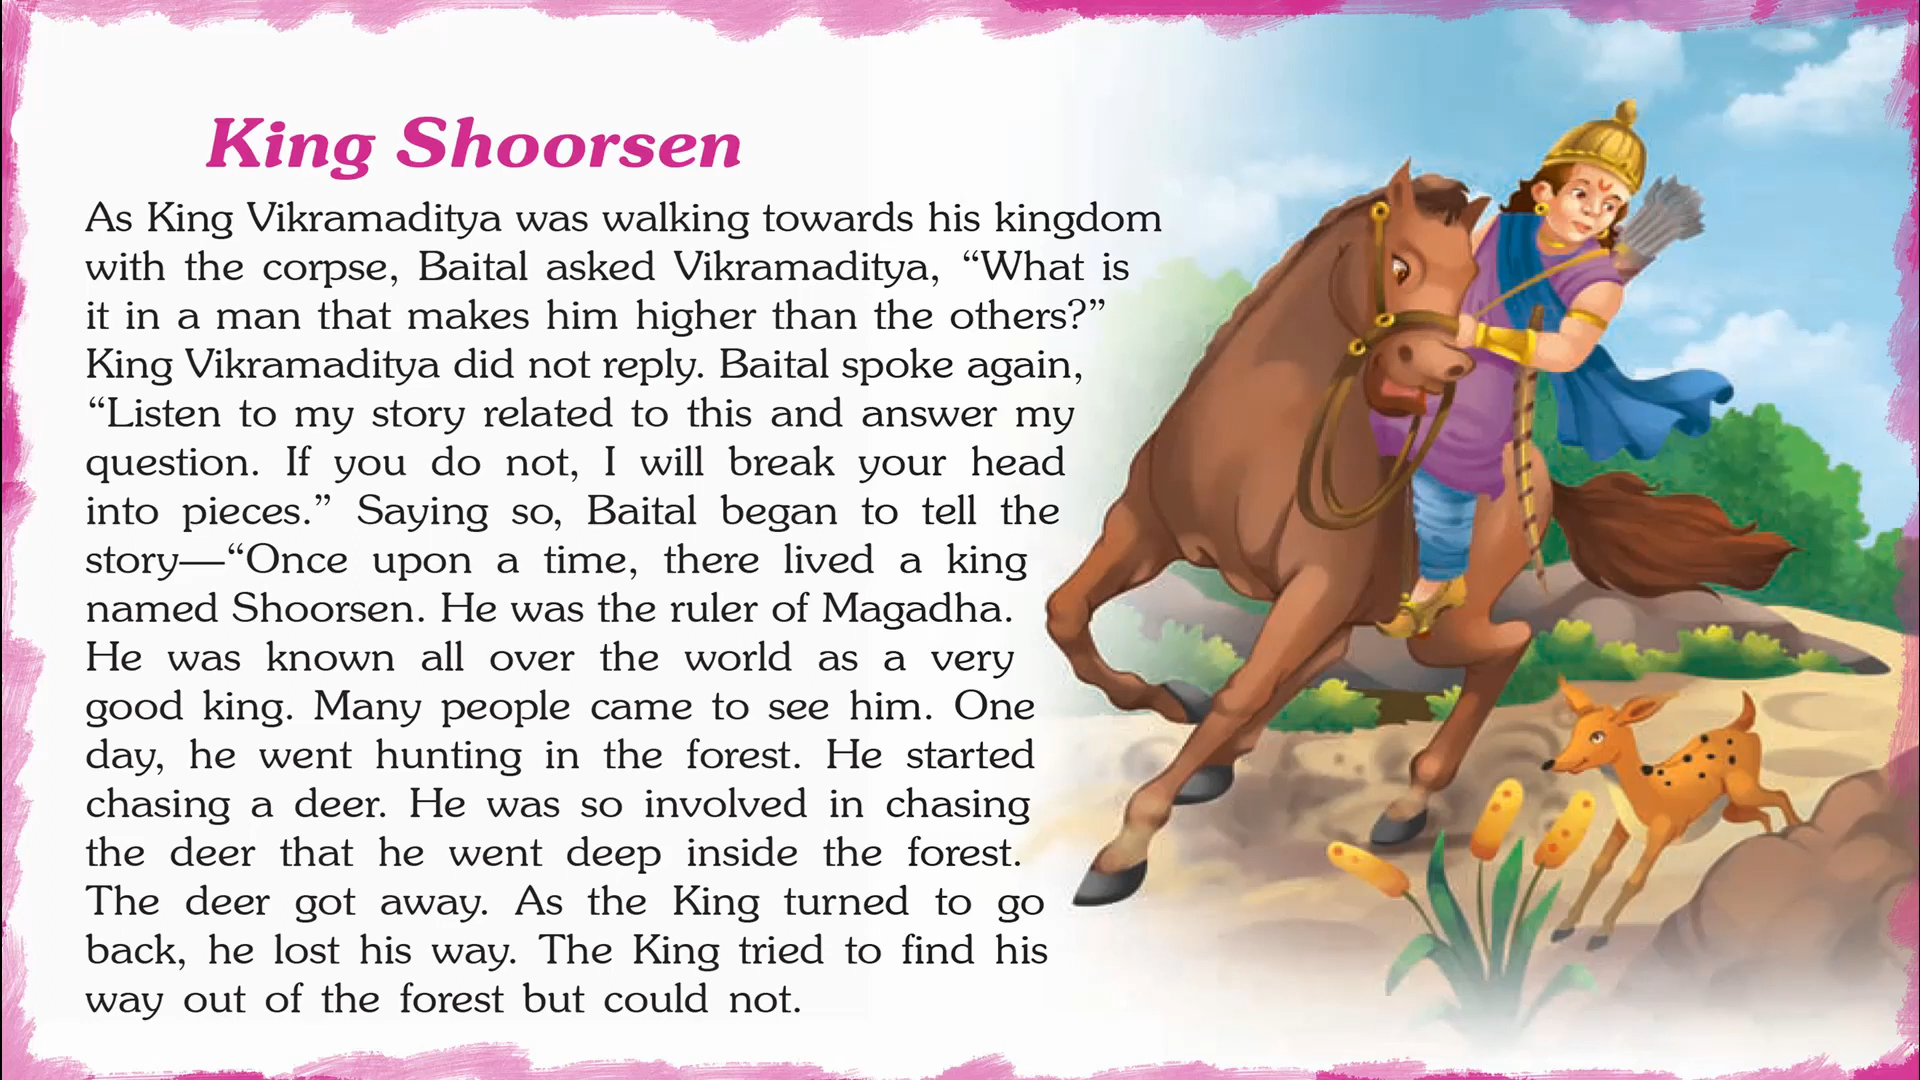 King Shoorsen
As King Vikramaditya was walking towards his kingdom
with the corpse, Baital asked Vikramaditya, “What is
it in a man that makes him higher than the others?”
King Vikramaditya did not reply. Baital spoke again,
“Listen to my story related to this and answer my
question. If you do not, I will break your head
into pieces.” Saying so, Baital began to tell the
story—“Once upon a time, there lived a king
named Shoorsen. He was the ruler of Magadha.
He was known all over the world as a very
good king. Many people came to see him. One
day, he went hunting in the forest. He started
chasing a deer. He was so involved in chasing
the deer that he went deep inside the forest.
The deer got away. As the King turned to go
back, he lost his way. The King tried to find his
way out of the forest but could not.